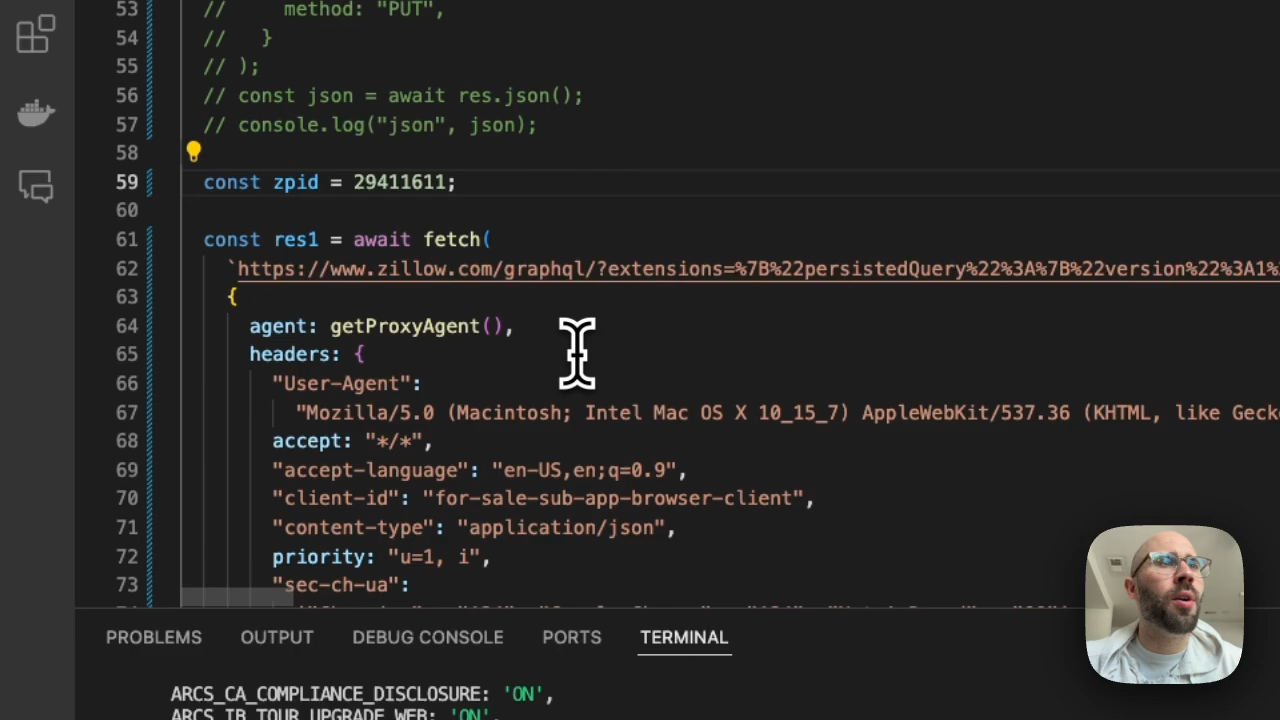 53 //     method: "PUT",
54 //   }
55 // );
56 // const json = await res.json();
57 // console.log("json", json);
58
59 const zpid = 29411611;
60
61 const res1 = await fetch(
62 `https://www.zillow.com/graphql/?extensions=%7B%22persistedQuery%22%3A%7B%22version%22%3A1%
63 {
64 agent: getProxyAgent(),
65 headers: {
66 "User-Agent":
67 "Mozilla/5.0 (Macintosh; Intel Mac OS X 10_15_7) AppleWebKit/537.36 (KHTML, like Geck
68 accept: "*/*",
69 "accept-language": "en-US,en;q=0.9",
70 "client-id": "for-sale-sub-app-browser-client",
71 "content-type": "application/json",
72 priority: "u=1, i",
73 "sec-ch-ua":
PROBLEMS OUTPUT DEBUG CONSOLE PORTS TERMINAL
ARCS_CA_COMPLIANCE_DISCLOSURE: 'ON',
ARCS_IB_TOUR_UPGRADE_WEB: 'ON',